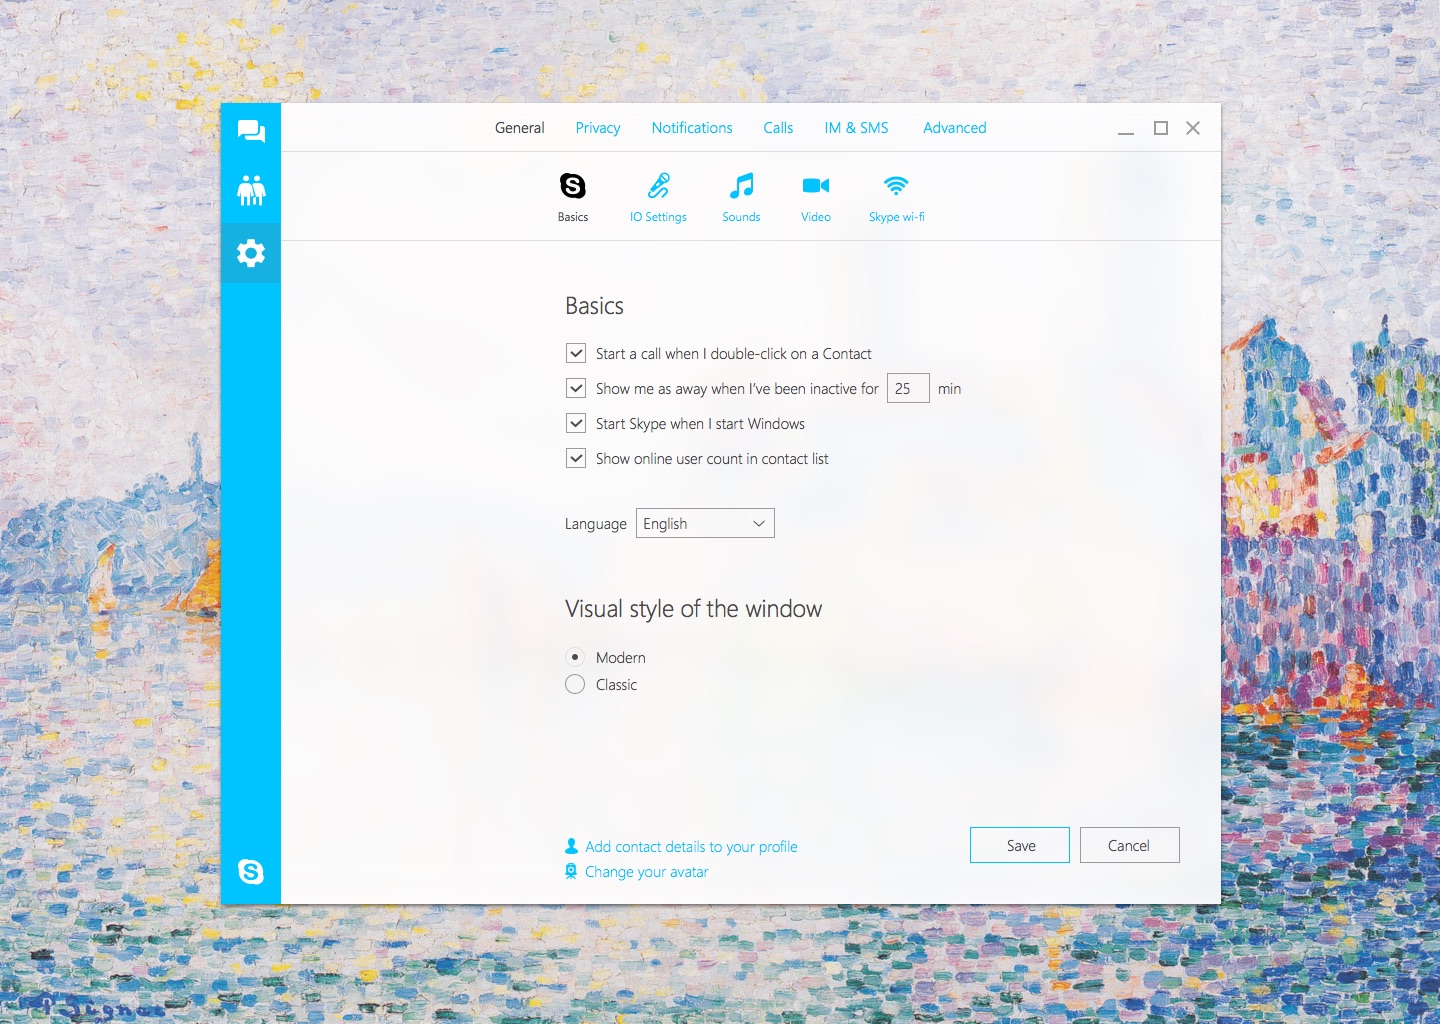 General Privacy Notifications Calls IM & SMS Advanced
Basics IO Settings Sounds Video Skype wi-fi
Basics
Start a call when I double-click on a Contact
Show me as away when I've been inactive for 25 min
Start Skype when I start Windows
Show online user count in contact list
Language English
Visual style of the window
Modern
Classic
Add contact details to your profile
Change your avatar
Save Cancel
P. Signac